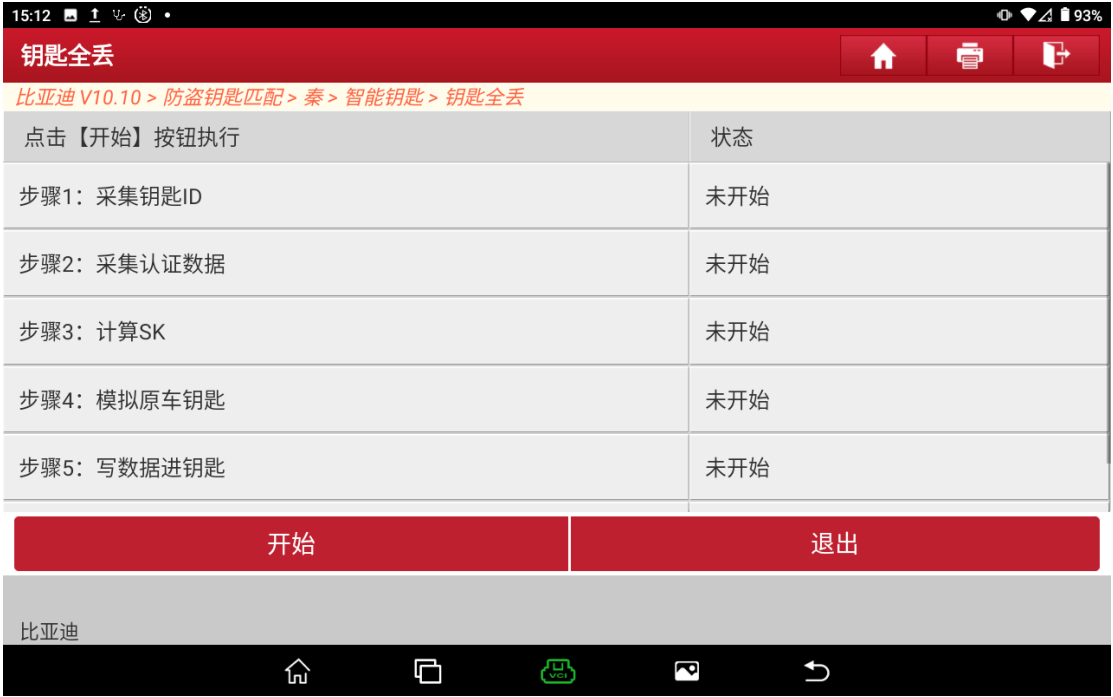 15:12 93%
钥匙全丢
比亚迪 V10.10 > 防盗钥匙匹配 > 秦 > 智能钥匙 > 钥匙全丢
点击【开始】按钮执行 状态
步骤1：采集钥匙ID 未开始
步骤2：采集认证数据 未开始
步骤3：计算SK 未开始
步骤4：模拟原车钥匙 未开始
步骤5：写数据进钥匙 未开始
开始 退出
比亚迪
VCI